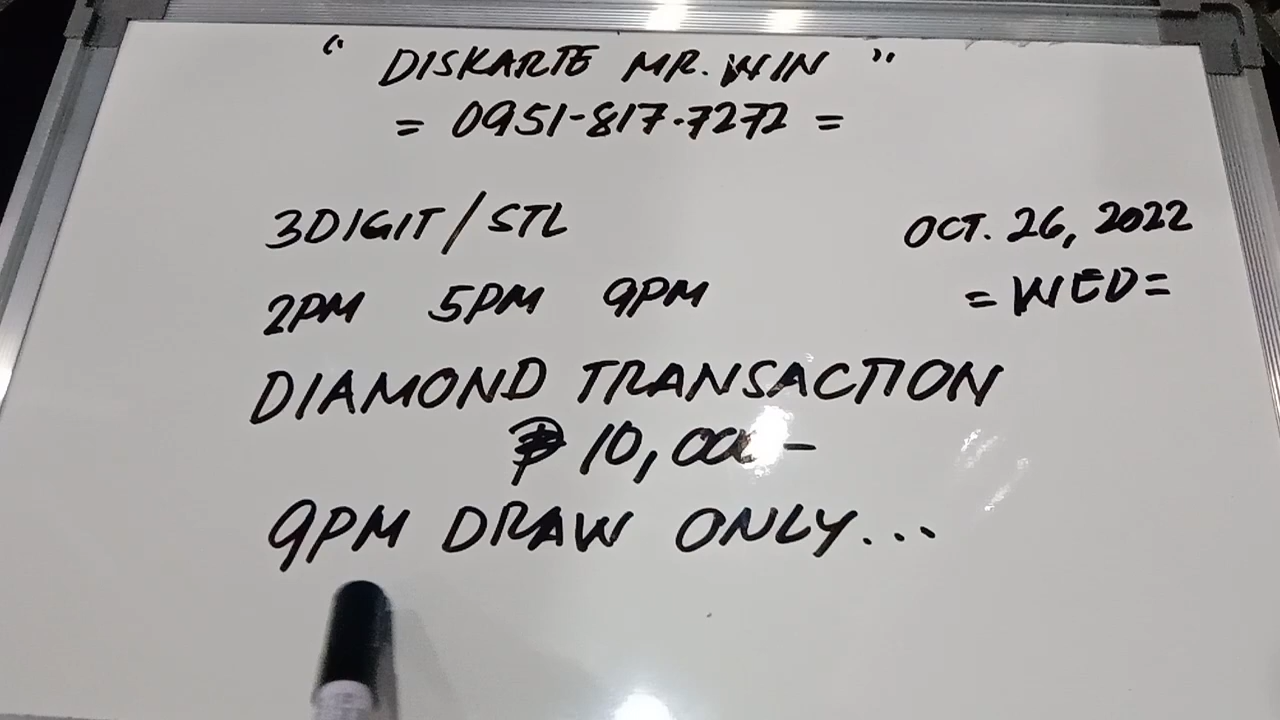 " DISKARTE MR. WIN "
= 0951-817-7272 =
3DIGIT/STL
OCT. 26, 2022
2PM 5PM 9PM
= WED =
DIAMOND TRANSACTION
₱ 10,000 -
9PM DRAW ONLY...